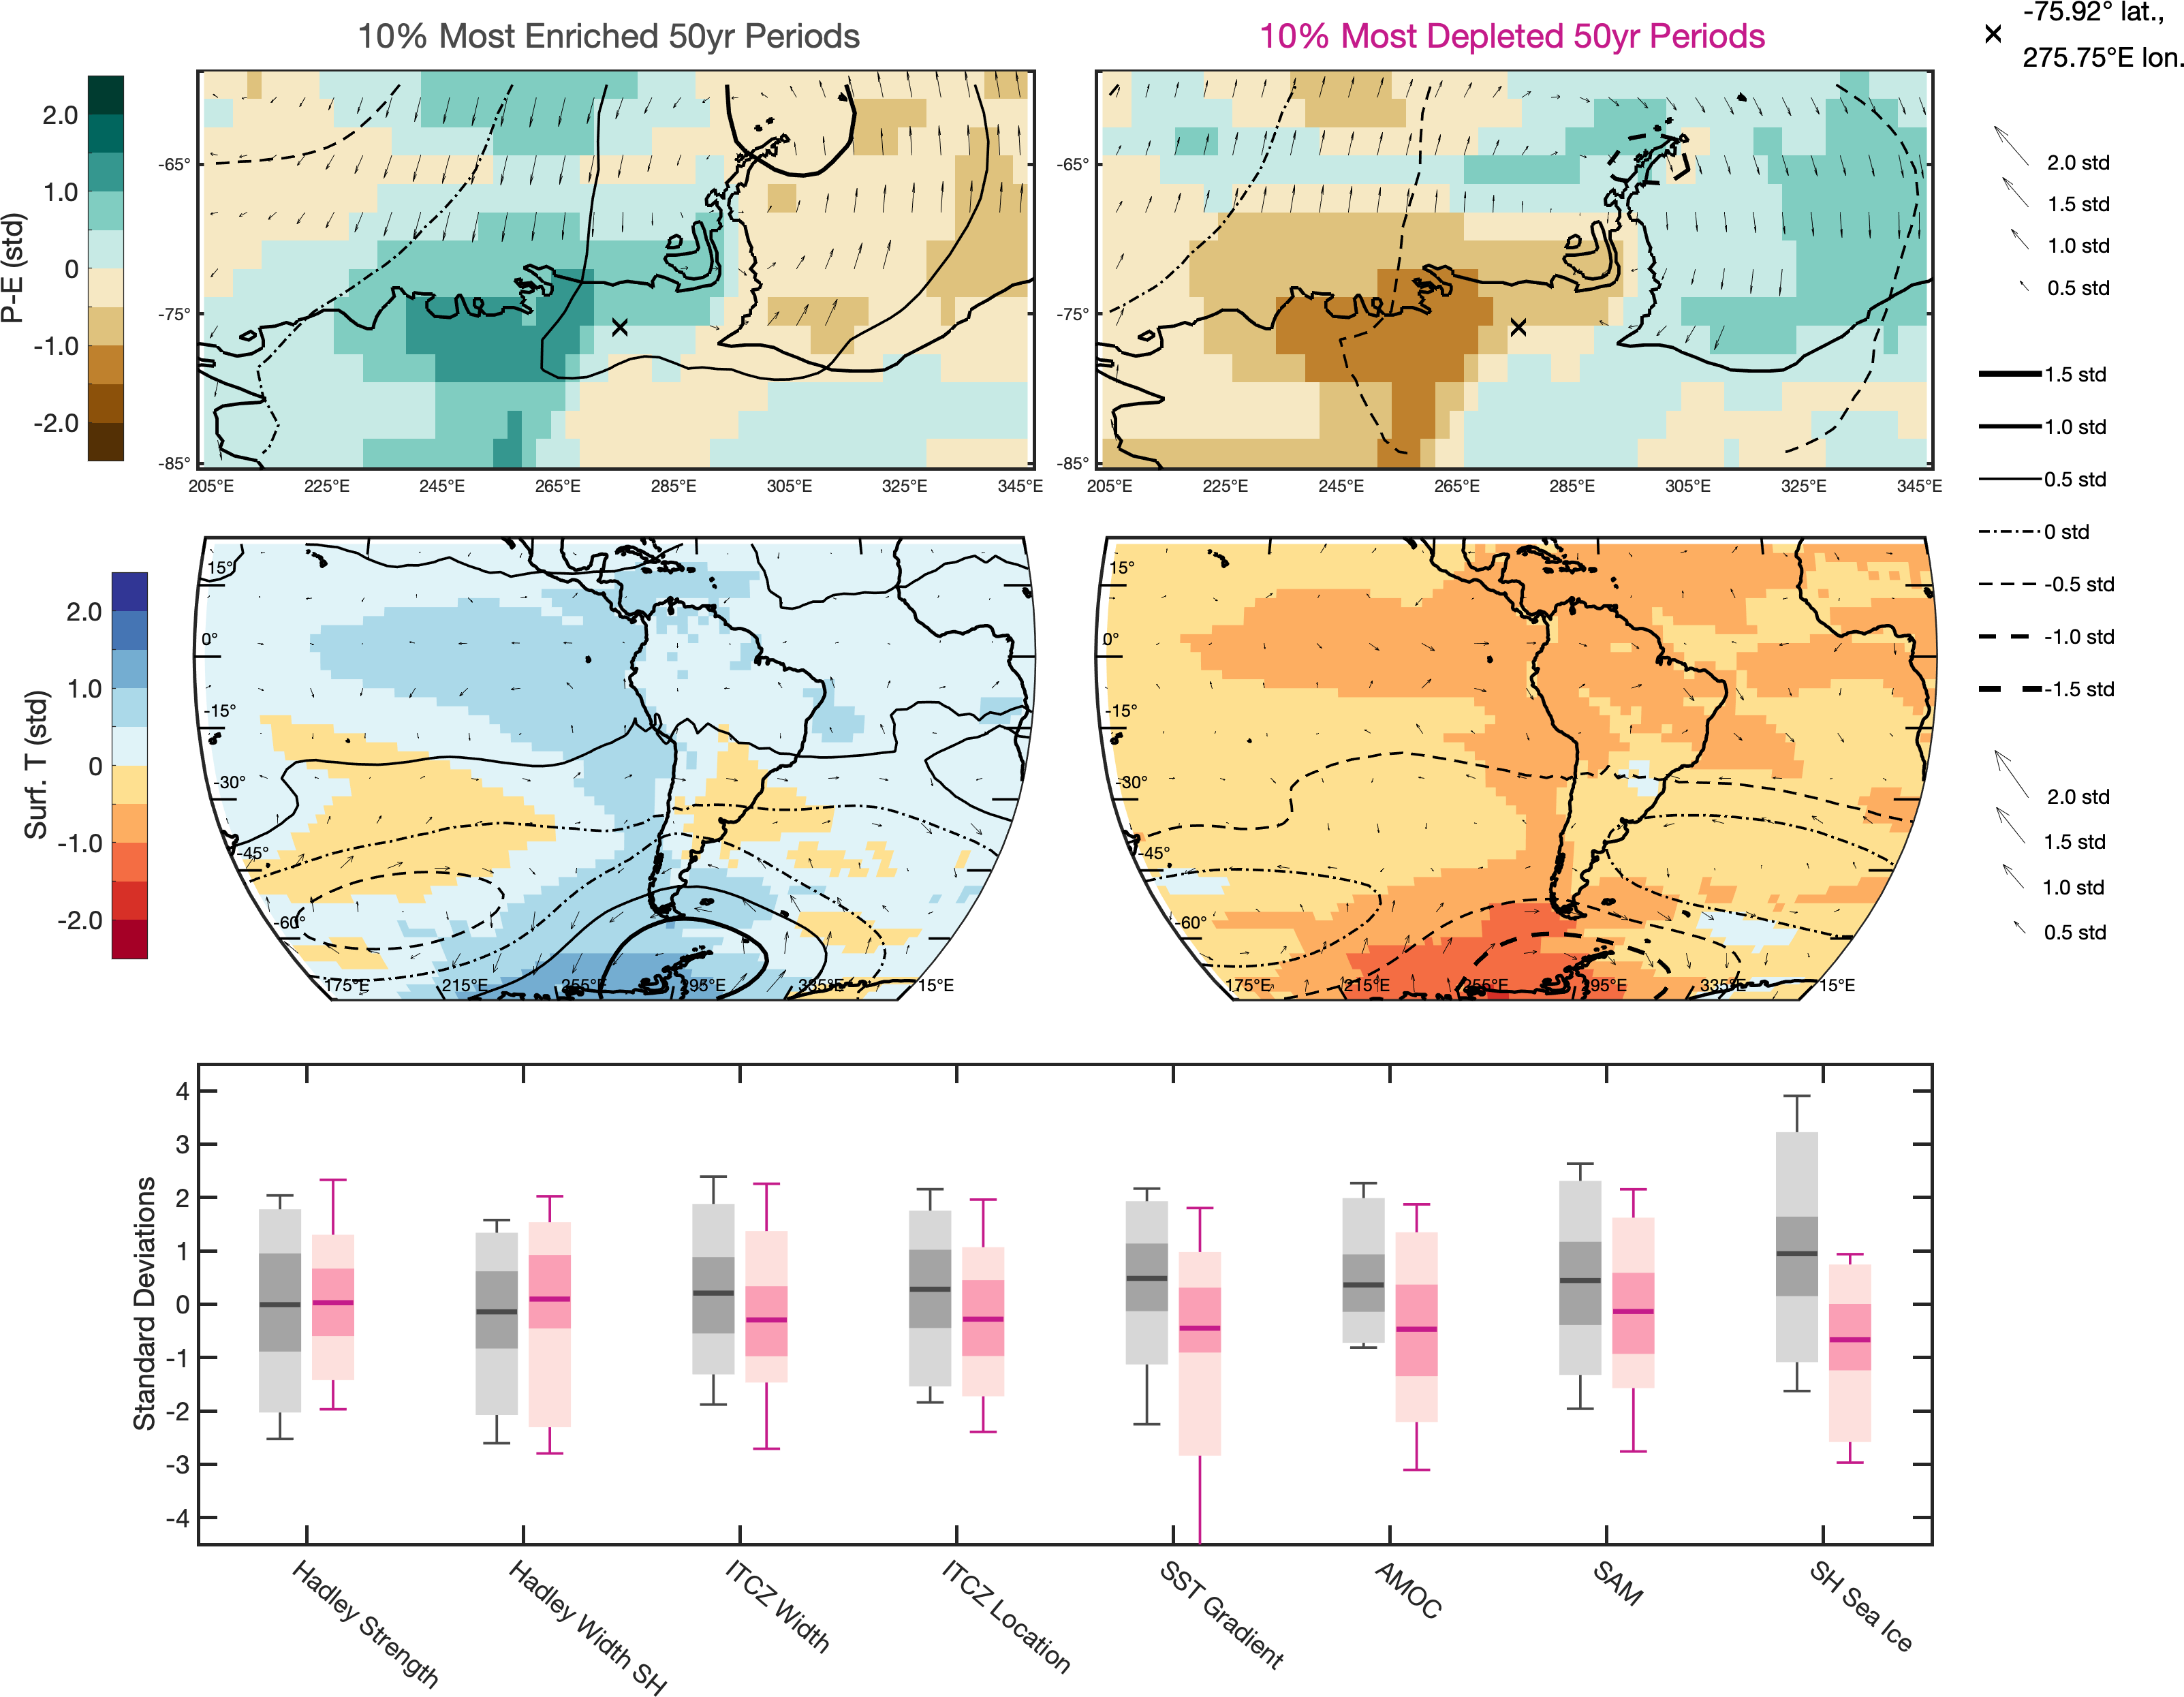 10% Most Enriched 50yr Periods
10% Most Depleted 50yr Periods
-75.92° lat.,
275.75°E lon.
P-E (std)
2.0
1.0
0
-1.0
-2.0
-65°
-75°
-85°
205°E 225°E 245°E 265°E 285°E 305°E 325°E 345°E
-65°
-75°
-85°
205°E 225°E 245°E 265°E 285°E 305°E 325°E 345°E
2.0 std
1.5 std
1.0 std
0.5 std
1.5 std
1.0 std
0.5 std
0 std
-0.5 std
-1.0 std
-1.5 std
2.0 std
1.5 std
1.0 std
0.5 std
Surf. T (std)
2.0
1.0
0
-1.0
-2.0
15°
0°
-15°
-30°
-45°
-60°
175°E 215°E 255°E 295°E 335°E 15°E
15°
0°
-15°
-30°
-45°
-60°
175°E 215°E 255°E 295°E 335°E 15°E
Standard Deviations
4
3
2
1
0
-1
-2
-3
-4
Hadley Strength
Hadley Width SH
ITCZ Width
ITCZ Location
SST Gradient
AMOC
SAM
SH Sea Ice